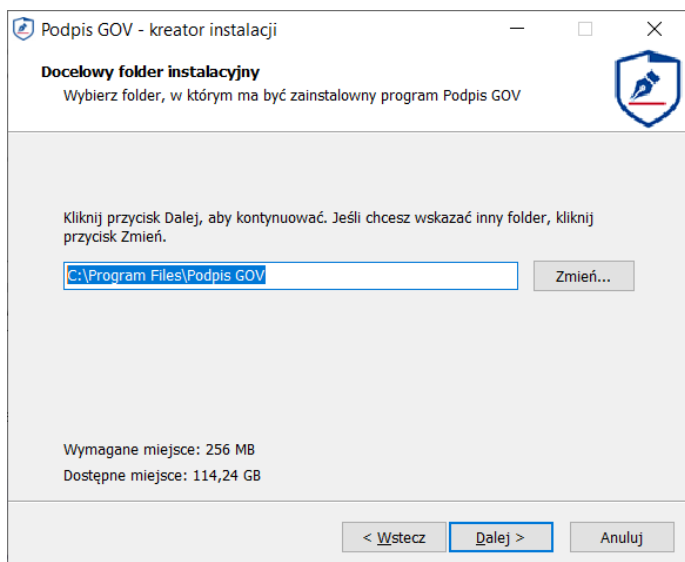 Podpis GOV - kreator instalacji
Docelowy folder instalacyjny
Wybierz folder, w którym ma być zainstalowny program Podpis GOV
Kliknij przycisk Dalej, aby kontynuować. Jeśli chcesz wskazać inny folder, kliknij
przycisk Zmień.
C:\Program Files\Podpis GOV
Zmień...
Wymagane miejsce: 256 MB
Dostępne miejsce: 114,24 GB
< Wstecz
Dalej >
Anuluj